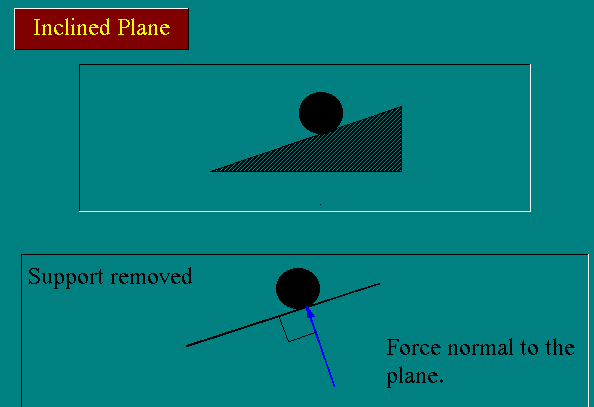 Inclined Plane
Support removed
Force normal to the
plane.